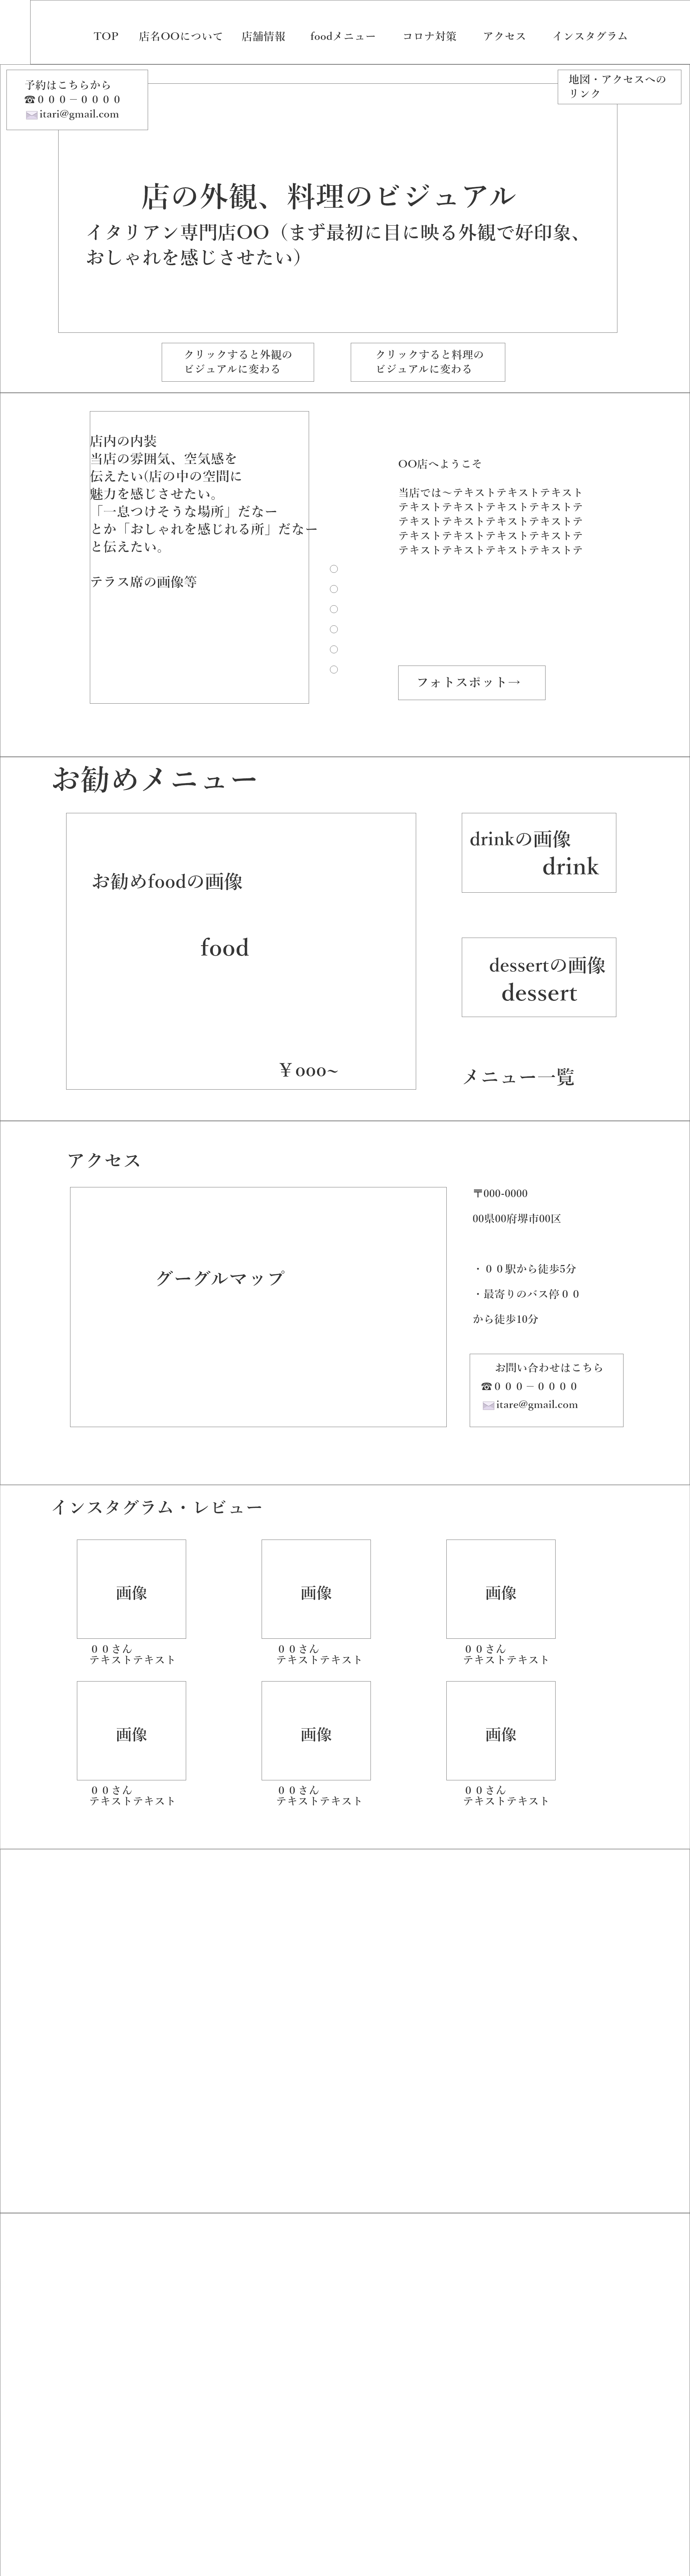 TOP 店名OOについて 店舗情報 foodメニュー コロナ対策 アクセス インスタグラム
予約はこちらから
☎０００－００００
itari@gmail.com
地図・アクセスへの
リンク
店の外観、料理のビジュアル
イタリアン専門店OO（まず最初に目に映る外観で好印象、
おしゃれを感じさせたい）
クリックすると外観の
ビジュアルに変わる
クリックすると料理の
ビジュアルに変わる
店内の内装
当店の雰囲気、空気感を
伝えたい(店の中の空間に
魅力を感じさせたい。
「一息つけそうな場所」だなー
とか「おしゃれを感じれる所」だなー
と伝えたい。
テラス席の画像等
OO店へようこそ
当店では〜テキストテキストテキスト
テキストテキストテキストテキストテ
テキストテキストテキストテキストテ
テキストテキストテキストテキストテ
テキストテキストテキストテキストテ
フォトスポット→
お勧めメニュー
お勧めfoodの画像
food
￥ooo~
drinkの画像
drink
dessertの画像
dessert
メニュー一覧
アクセス
グーグルマップ
〒000-0000
00県00府堺市00区
・００駅から徒歩5分
・最寄りのバス停００
から徒歩10分
お問い合わせはこちら
☎０００－００００
itare@gmail.com
インスタグラム・レビュー
画像 画像 画像
００さん ００さん ００さん
テキストテキスト テキストテキスト テキストテキスト
画像 画像 画像
００さん ００さん ００さん
テキストテキスト テキストテキスト テキストテキスト